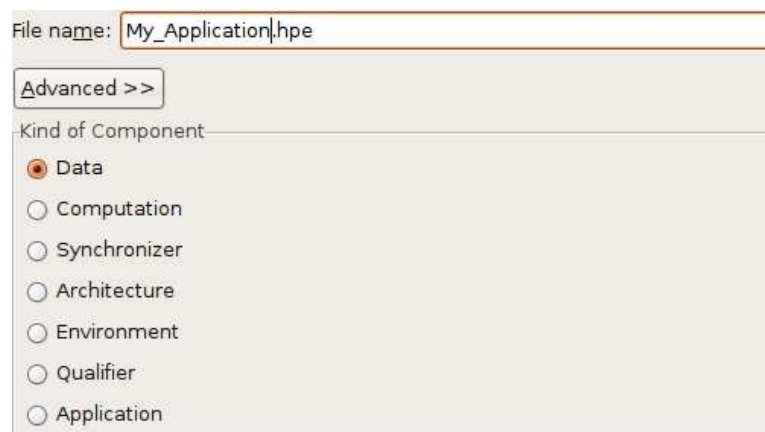 File name: My_Application.hpe
Advanced >>
Kind of Component
Data
Computation
Synchronizer
Architecture
Environment
Qualifier
Application